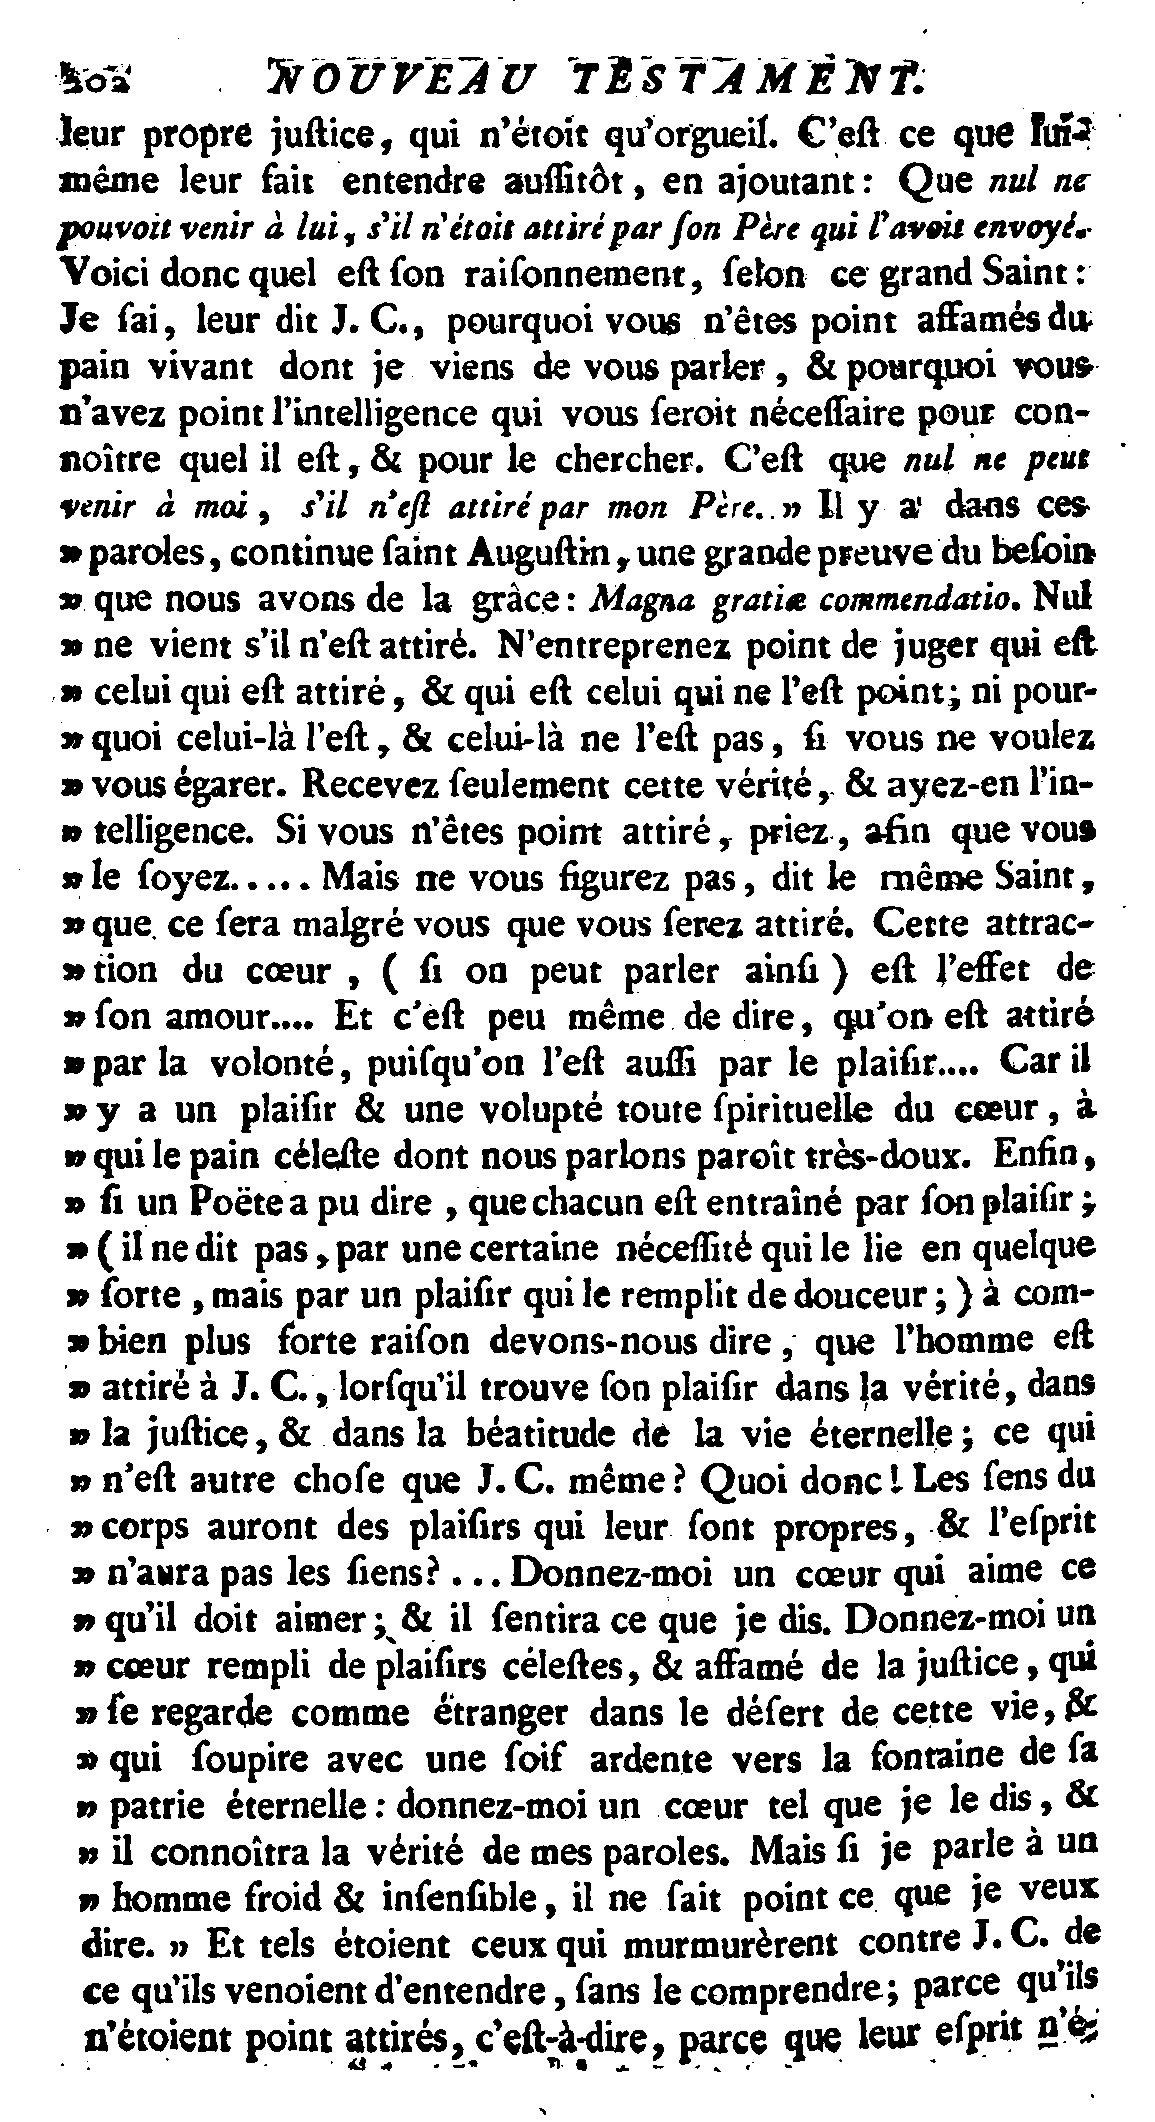 202 NOUVEAU TESTAMENT.
leur propre juſtice, qui n'étoit qu'orgueil. C'eſt ce que lui-
même leur fait entendre auſſitôt, en ajoutant: Que nul ne
pouvoit venir à lui, s'il n'étoit attiré par ſon Père qui l'avoit envoyé.
Voici donc quel eſt ſon raiſonnement, ſelon ce grand Saint:
Je ſai, leur dit J. C., pourquoi vous n'êtes point affamés du
pain vivant dont je viens de vous parler, & pourquoi vous
n'avez point l'intelligence qui vous ſeroit néceſſaire pour con-
noître quel il eſt, & pour le chercher. C'eſt que nul ne peut
venir à moi, s'il n'eſt attiré par mon Père. » Il y a dans ces
» paroles, continue ſaint Auguſtin, une grande preuve du beſoin
» que nous avons de la grâce: Magna gratiæ commendatio. Nul
» ne vient s'il n'eſt attiré. N'entreprenez point de juger qui eſt
» celui qui eſt attiré, & qui eſt celui qui ne l'eſt point; ni pour-
» quoi celui-là l'eſt, & celui-là ne l'eſt pas, ſi vous ne voulez
» vous égarer. Recevez ſeulement cette vérité, & ayez-en l'in-
» telligence. Si vous n'êtes point attiré, priez, afin que vous
» le ſoyez..... Mais ne vous figurez pas, dit le même Saint,
» que ce ſera malgré vous que vous ſerez attiré. Cette attrac-
» tion du cœur, ( ſi on peut parler ainſi ) eſt l'effet de
» ſon amour.... Et c'eſt peu même de dire, qu'on eſt attiré
» par la volonté, puiſqu'on l'eſt auſſi par le plaiſir.... Car il
» y a un plaiſir & une volupté toute ſpirituelle du cœur, à
» qui le pain céleſte dont nous parlons paroît très-doux. Enfin,
» ſi un Poëte a pu dire, que chacun eſt entraîné par ſon plaiſir;
» (il ne dit pas, par une certaine néceſſité qui le lie en quelque
» ſorte, mais par un plaiſir qui le remplit de douceur;) à com-
» bien plus forte raiſon devons-nous dire, que l'homme eſt
» attiré à J. C., lorſqu'il trouve ſon plaiſir dans la vérité, dans
» la juſtice, & dans la béatitude de la vie éternelle; ce qui
» n'eſt autre choſe que J. C. même? Quoi donc! Les ſens du
» corps auront des plaiſirs qui leur ſont propres, & l'eſprit
» n'aura pas les ſiens?... Donnez-moi un cœur qui aime ce
» qu'il doit aimer; & il ſentira ce que je dis. Donnez-moi un
» cœur rempli de plaiſirs céleſtes, & affamé de la juſtice, qui
» ſe regarde comme étranger dans le déſert de cette vie, &
» qui ſoupire avec une ſoif ardente vers la fontaine de ſa
» patrie éternelle: donnez-moi un cœur tel que je le dis, &
» il connoîtra la vérité de mes paroles. Mais ſi je parle à un
» homme froid & inſenſible, il ne ſait point ce que je veux
dire. » Et tels étoient ceux qui murmurèrent contre J. C. de
ce qu'ils venoient d'entendre, ſans le comprendre; parce qu'ils
n'étoient point attirés, c'eſt-à-dire, parce que leur eſprit n'é-